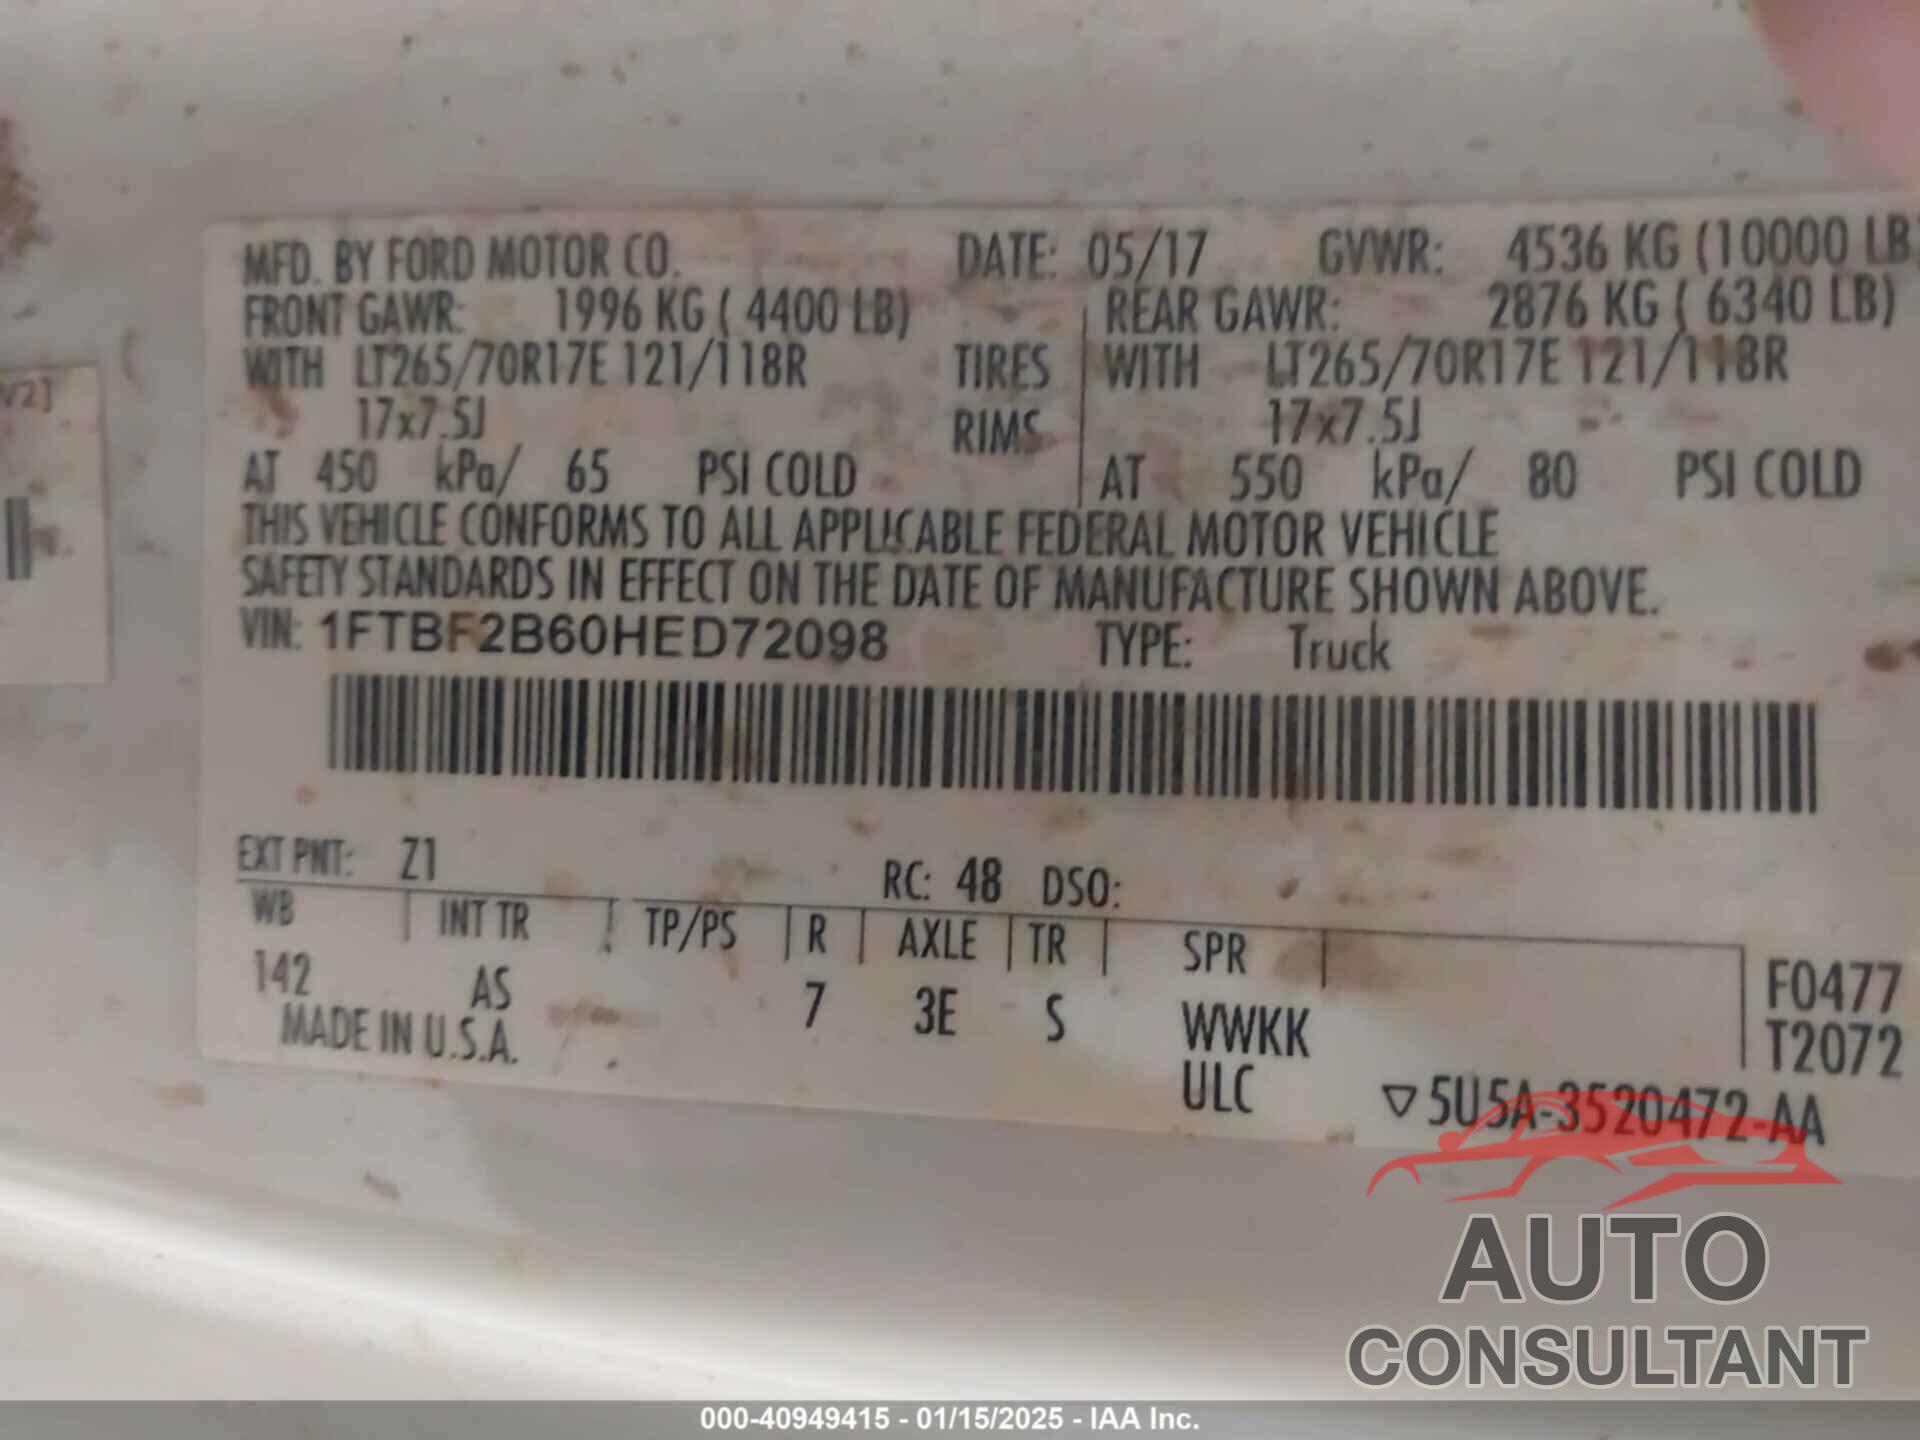 V2]
MFD. BY FORD MOTOR CO. DATE: 05/17 GVWR: 4536 KG (10000 LB)
FRONT GAWR: 1996 KG ( 4400 LB) REAR GAWR: 2876 KG ( 6340 LB)
WITH LT265/70R17E 121/118R TIRES WITH LT265/70R17E 121/118R
17x7.5J RIMS 17x7.5J
AT 450 kPa/ 65 PSI COLD AT 550 kPa/ 80 PSI COLD
THIS VEHICLE CONFORMS TO ALL APPLICABLE FEDERAL MOTOR VEHICLE
SAFETY STANDARDS IN EFFECT ON THE DATE OF MANUFACTURE SHOWN ABOVE.
VIN: 1FTBF2B60HED72098 TYPE: Truck
EXT PNT: Z1 RC: 48 DSO:
WB INT TR TP/PS R AXLE TR SPR
142 AS 7 3E S WWKK F0477
MADE IN U.S.A. ULC T2072
5U5A-3520472-AA
AUTO
CONSULTANT
000-40949415 - 01/15/2025 - IAA Inc.